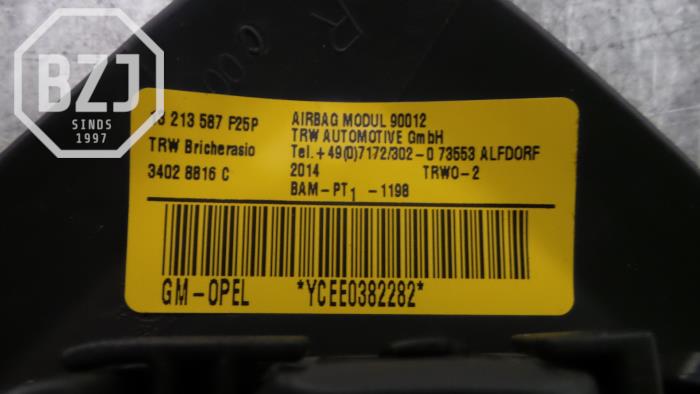 BZJ
SINDS
1997
R
213 587 F25P
AIRBAG MODUL 90012
TRW AUTOMOTIVE GmbH
TRW Bricherasio
Tel.+49(0)7172/302-0 73553 ALFDORF
3402 8816 C
2014 TRWO-2
BAM-PT1 -1198
GM-OPEL *YCEE0382282*